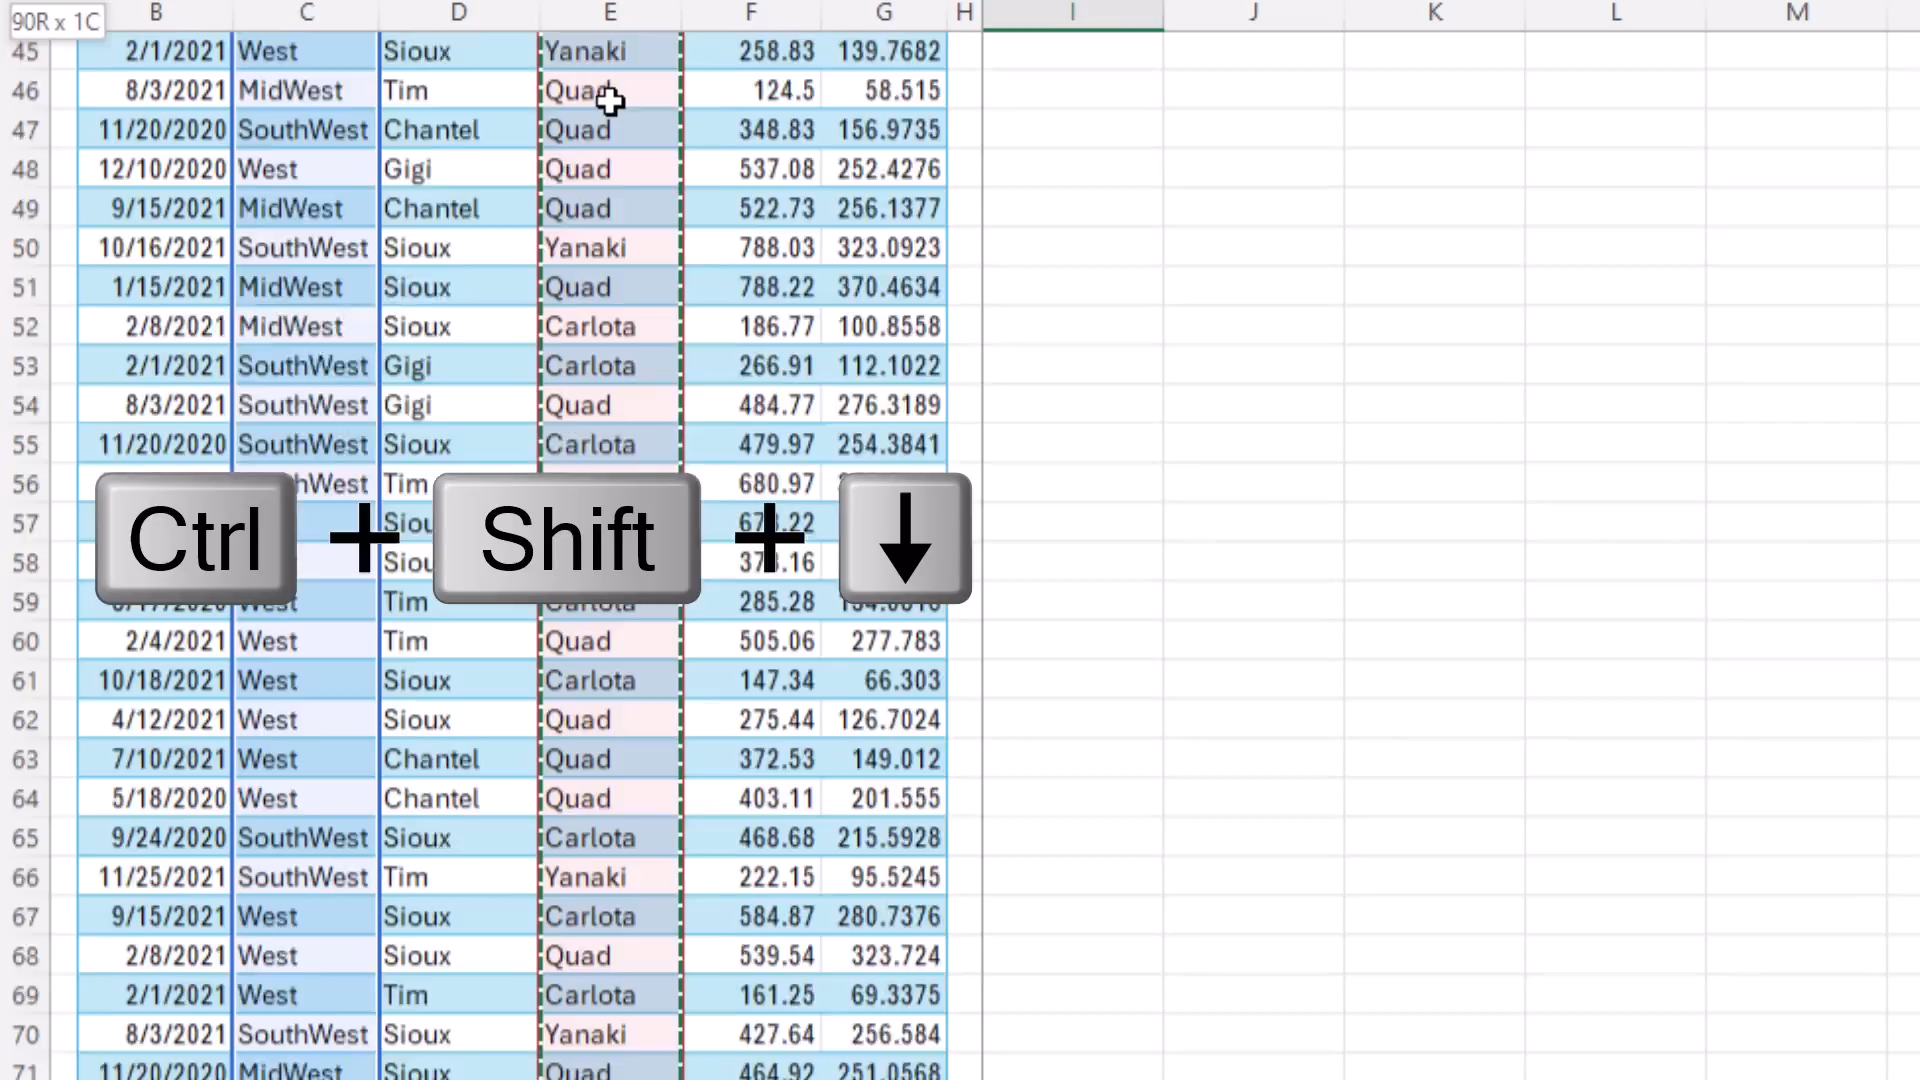 90R x 1C B C D E F G H I J K L M
45 2/1/2021 West Sioux Yanaki 258.83 139.7682
46 8/3/2021 MidWest Tim Quad 124.5 58.515
47 11/20/2020 SouthWest Chantel Quad 348.83 156.9735
48 12/10/2020 West Gigi Quad 537.08 252.4276
49 9/15/2021 MidWest Chantel Quad 522.73 256.1377
50 10/16/2021 SouthWest Sioux Yanaki 788.03 323.0923
51 1/15/2021 MidWest Sioux Quad 788.22 370.4634
52 2/8/2021 MidWest Sioux Carlota 186.77 100.8558
53 2/1/2021 SouthWest Gigi Carlota 266.91 112.1022
54 8/3/2021 SouthWest Gigi Quad 484.77 276.3189
55 11/20/2020 SouthWest Sioux Carlota 479.97 254.3841
56 hWest Tim 680.97
57 Siou
58 Siou
Ctrl + Shift + ↓
59 West Tim Carlota 285.28
60 2/4/2021 West Tim Quad 505.06 277.783
61 10/18/2021 West Sioux Carlota 147.34 66.303
62 4/12/2021 West Sioux Quad 275.44 126.7024
63 7/10/2021 West Chantel Quad 372.53 149.012
64 5/18/2020 West Chantel Quad 403.11 201.555
65 9/24/2020 SouthWest Sioux Carlota 468.68 215.5928
66 11/25/2021 SouthWest Tim Yanaki 222.15 95.5245
67 9/15/2021 West Sioux Carlota 584.87 280.7376
68 2/8/2021 West Sioux Quad 539.54 323.724
69 2/1/2021 West Tim Carlota 161.25 69.3375
70 8/3/2021 SouthWest Sioux Yanaki 427.64 256.584
71 11/20/2020 MidWest Sioux Quad 464.92 251.0568